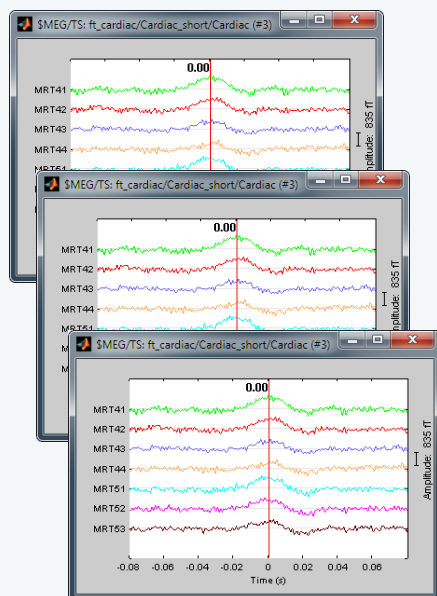 $MEG/TS: ft_cardiac/Cardiac_short/Cardiac (#3)
0.00
MRT41
MRT42
MRT43
MRT44
MRT51
Amplitude: 835 fT
$MEG/TS: ft_cardiac/Cardiac_short/Cardiac (#3)
0.00
MRT41
MRT42
MRT43
MRT44
MRT51
Amplitude: 835 fT
$MEG/TS: ft_cardiac/Cardiac_short/Cardiac (#3)
0.00
MRT41
MRT42
MRT43
MRT44
MRT51
MRT52
MRT53
Amplitude: 835 fT
-0.08 -0.06 -0.04 -0.02 0 0.02 0.04 0.06
Time (s)